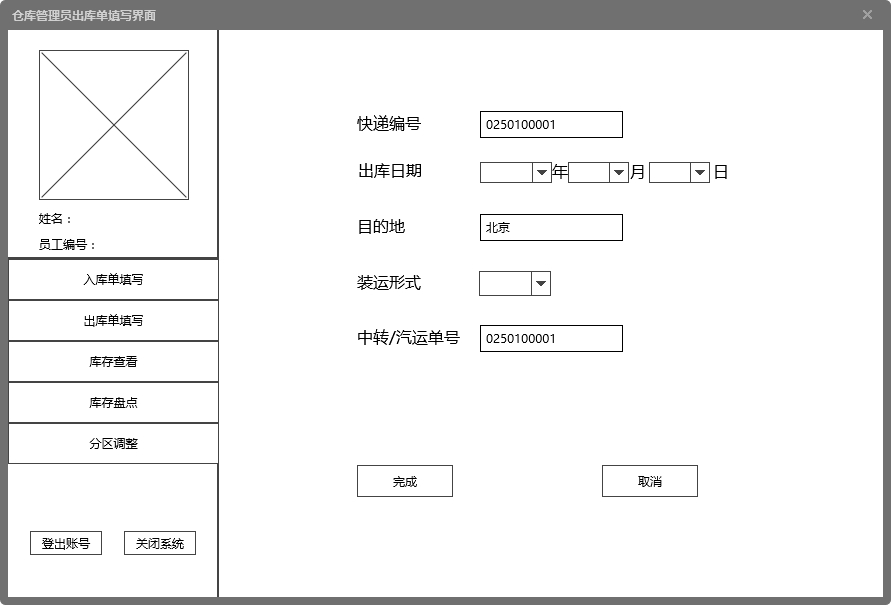 仓库管理员出库单填写界面
姓名：
员工编号：
入库单填写
出库单填写
库存查看
库存盘点
分区调整
登出账号 关闭系统
快递编号 0250100001
出库日期 年 月 日
目的地 北京
装运形式
中转/汽运单号 0250100001
完成 取消